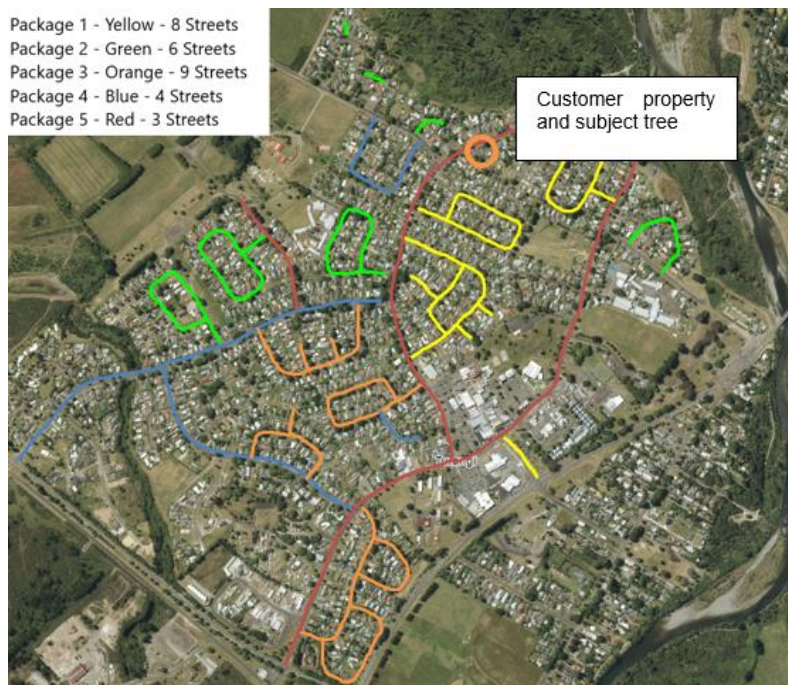 Package 1 - Yellow - 8 Streets
Package 2 - Green - 6 Streets
Package 3 - Orange - 9 Streets
Package 4 - Blue - 4 Streets
Package 5 - Red - 3 Streets
Customer property
and subject tree